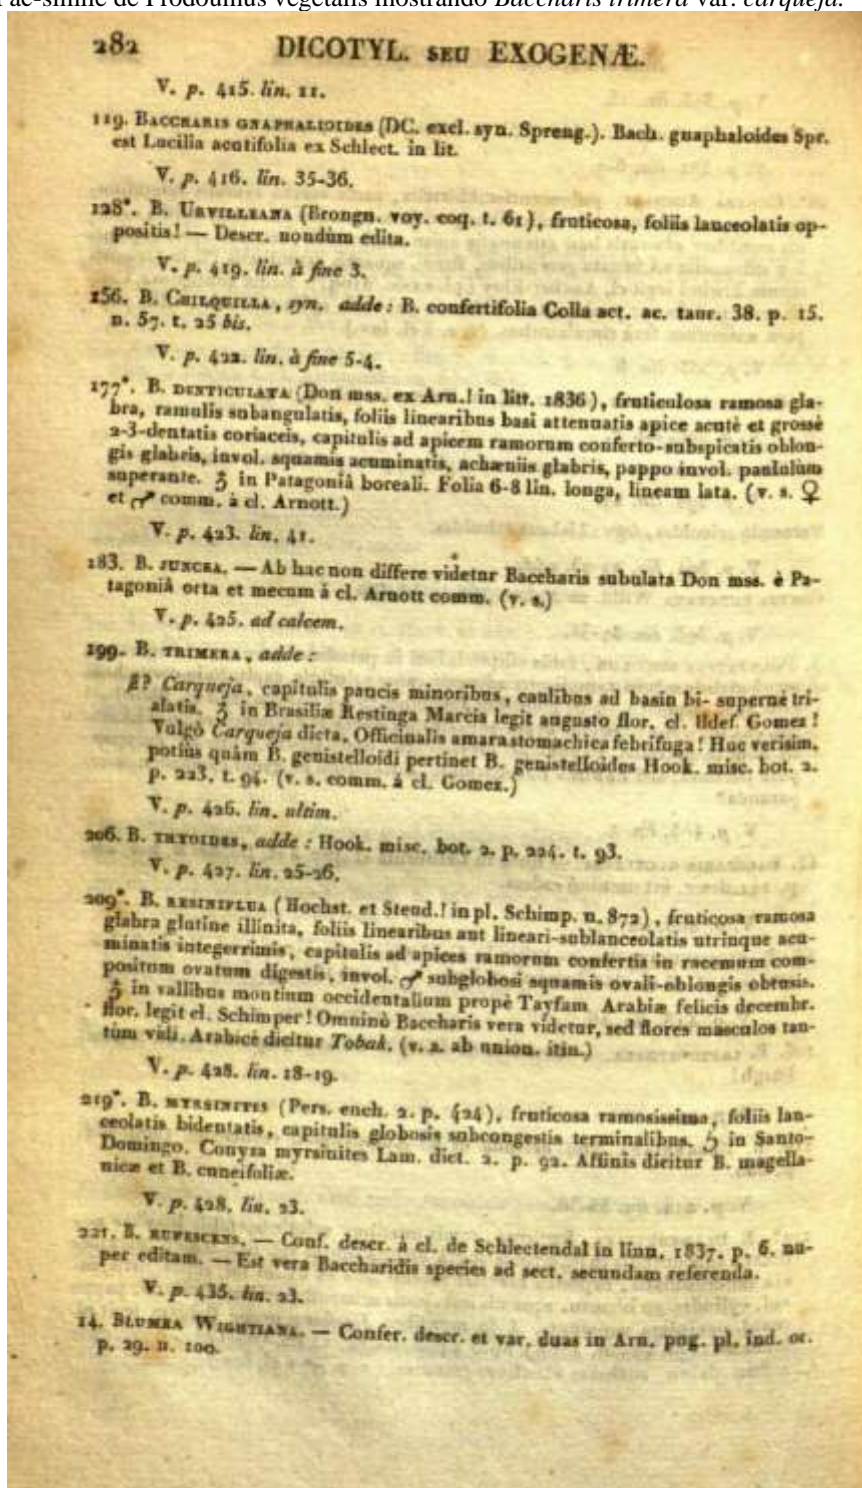 ac-símile de Prodoumus vegetalis mostrando Baccharis trimera var. carqueja.
282 DICOTYL. SEU EXOGENÆ.
V. p. 415. lin. 11.
119. BACCHARIS GNAPHALIOIDES (DC. excl. syn. Spreng.). Bach. gnaphaloides Spr.
est Lucilia acutifolia ex Schlect. in lit.
V. p. 416. lin. 35-36.
128*. B. URVILLEANA (Brongn. voy. coq. t. 61), fruticosa, foliis lanceolatis op-
positis! — Descr. nondùm edita.
V. p. 419. lin. à fine 3.
156. B. CHILQUILLA, syn. adde: B. confertifolia Colla act. ac. taur. 38. p. 15.
n. 57. t. 25 bis.
V. p. 422. lin. à fine 5-4.
177*. B. DENTICULATA (Don mss. ex Arn.! in litt. 1836), fruticulosa ramosa gla-
bra, ramulis subangulatis, foliis linearibus basi attenuatis apice acutè et grossè
2-3-dentatis coriaceis, capitulis ad apicem ramorum conferto-subspicatis oblon-
gis glabris, invol. squamis acuminatis, achæniis glabris, pappo invol. paululùm
superante. ♄ in Patagoniâ boreali. Folia 6-8 lin. longa, lineam lata. (v. s. ♀
et ♂ comm. à cl. Arnott.)
V. p. 423. lin. 41.
183. B. JUNCEA. — Ab hac non differe videtur Baccharis subulata Don mss. è Pa-
tagoniâ orta et mecum à cl. Arnott comm. (v. s.)
V. p. 425. ad calcem.
199. B. TRIMERA, adde:
β? Carqueja, capitulis paucis minoribus, caulibus ad basin bi- supernè tri-
alatis. ♄ in Brasiliæ Restinga Marcia legit augusto flor. cl. Ildef. Gomez!
Vulgò Carqueja dicta. Officinalis amara stomachica febrifuga! Huc verisim.
potiùs quàm B. genistelloidi pertinet B. genistelloides Hook. misc. bot. 2.
p. 223. t. 94. (v. s. comm. à cl. Gomez.)
V. p. 426. lin. ultim.
206. B. THYOIDES, adde: Hook. misc. bot. 2. p. 224. t. 93.
V. p. 427. lin. 25-26.
209*. B. RESINIFLUA (Hochst. et Steud.! in pl. Schimp. n. 872), fruticosa ramosa
glabra glutine illinita, foliis linearibus aut lineari-sublanceolatis utrinque acu-
minatis integerrimis, capitulis ad apices ramorum confertis in racemum com-
positum ovatum digestis, invol. ♂ subglobosi squamis ovali-oblongis obtusis.
♄ in vallibus montium occidentalium propè Tayfam Arabiæ felicis decembr.
flor. legit cl. Schimper! Omninò Baccharis vera videtur, sed flores masculos tan-
tùm vidi. Arabicè dicitur Tobak. (v. s. ab union. itin.)
V. p. 428. lin. 18-19.
219*. B. MYRSINITES (Pers. ench. 2. p. 424), fruticosa ramosissima, foliis lan-
ceolatis bidentatis, capitulis globosis subcongestis terminalibus. ♄ in Santo-
Domingo. Conyza myrsinites Lam. dict. 2. p. 92. Affinis dicitur B. magella-
nicæ et B. cuneifoliæ.
V. p. 428. lin. 23.
221. B. RUFESCENS. — Conf. descr. à cl. de Schlectendal in linn. 1837. p. 6. nu-
per editam. — Est vera Baccharidis species ad sect. secundam referenda.
V. p. 435. lin. 23.
14. BLUMEA WIGHTIANA. — Confer. descr. et var. duas in Arn. pug. pl. ind. or.
p. 29. n. 100.